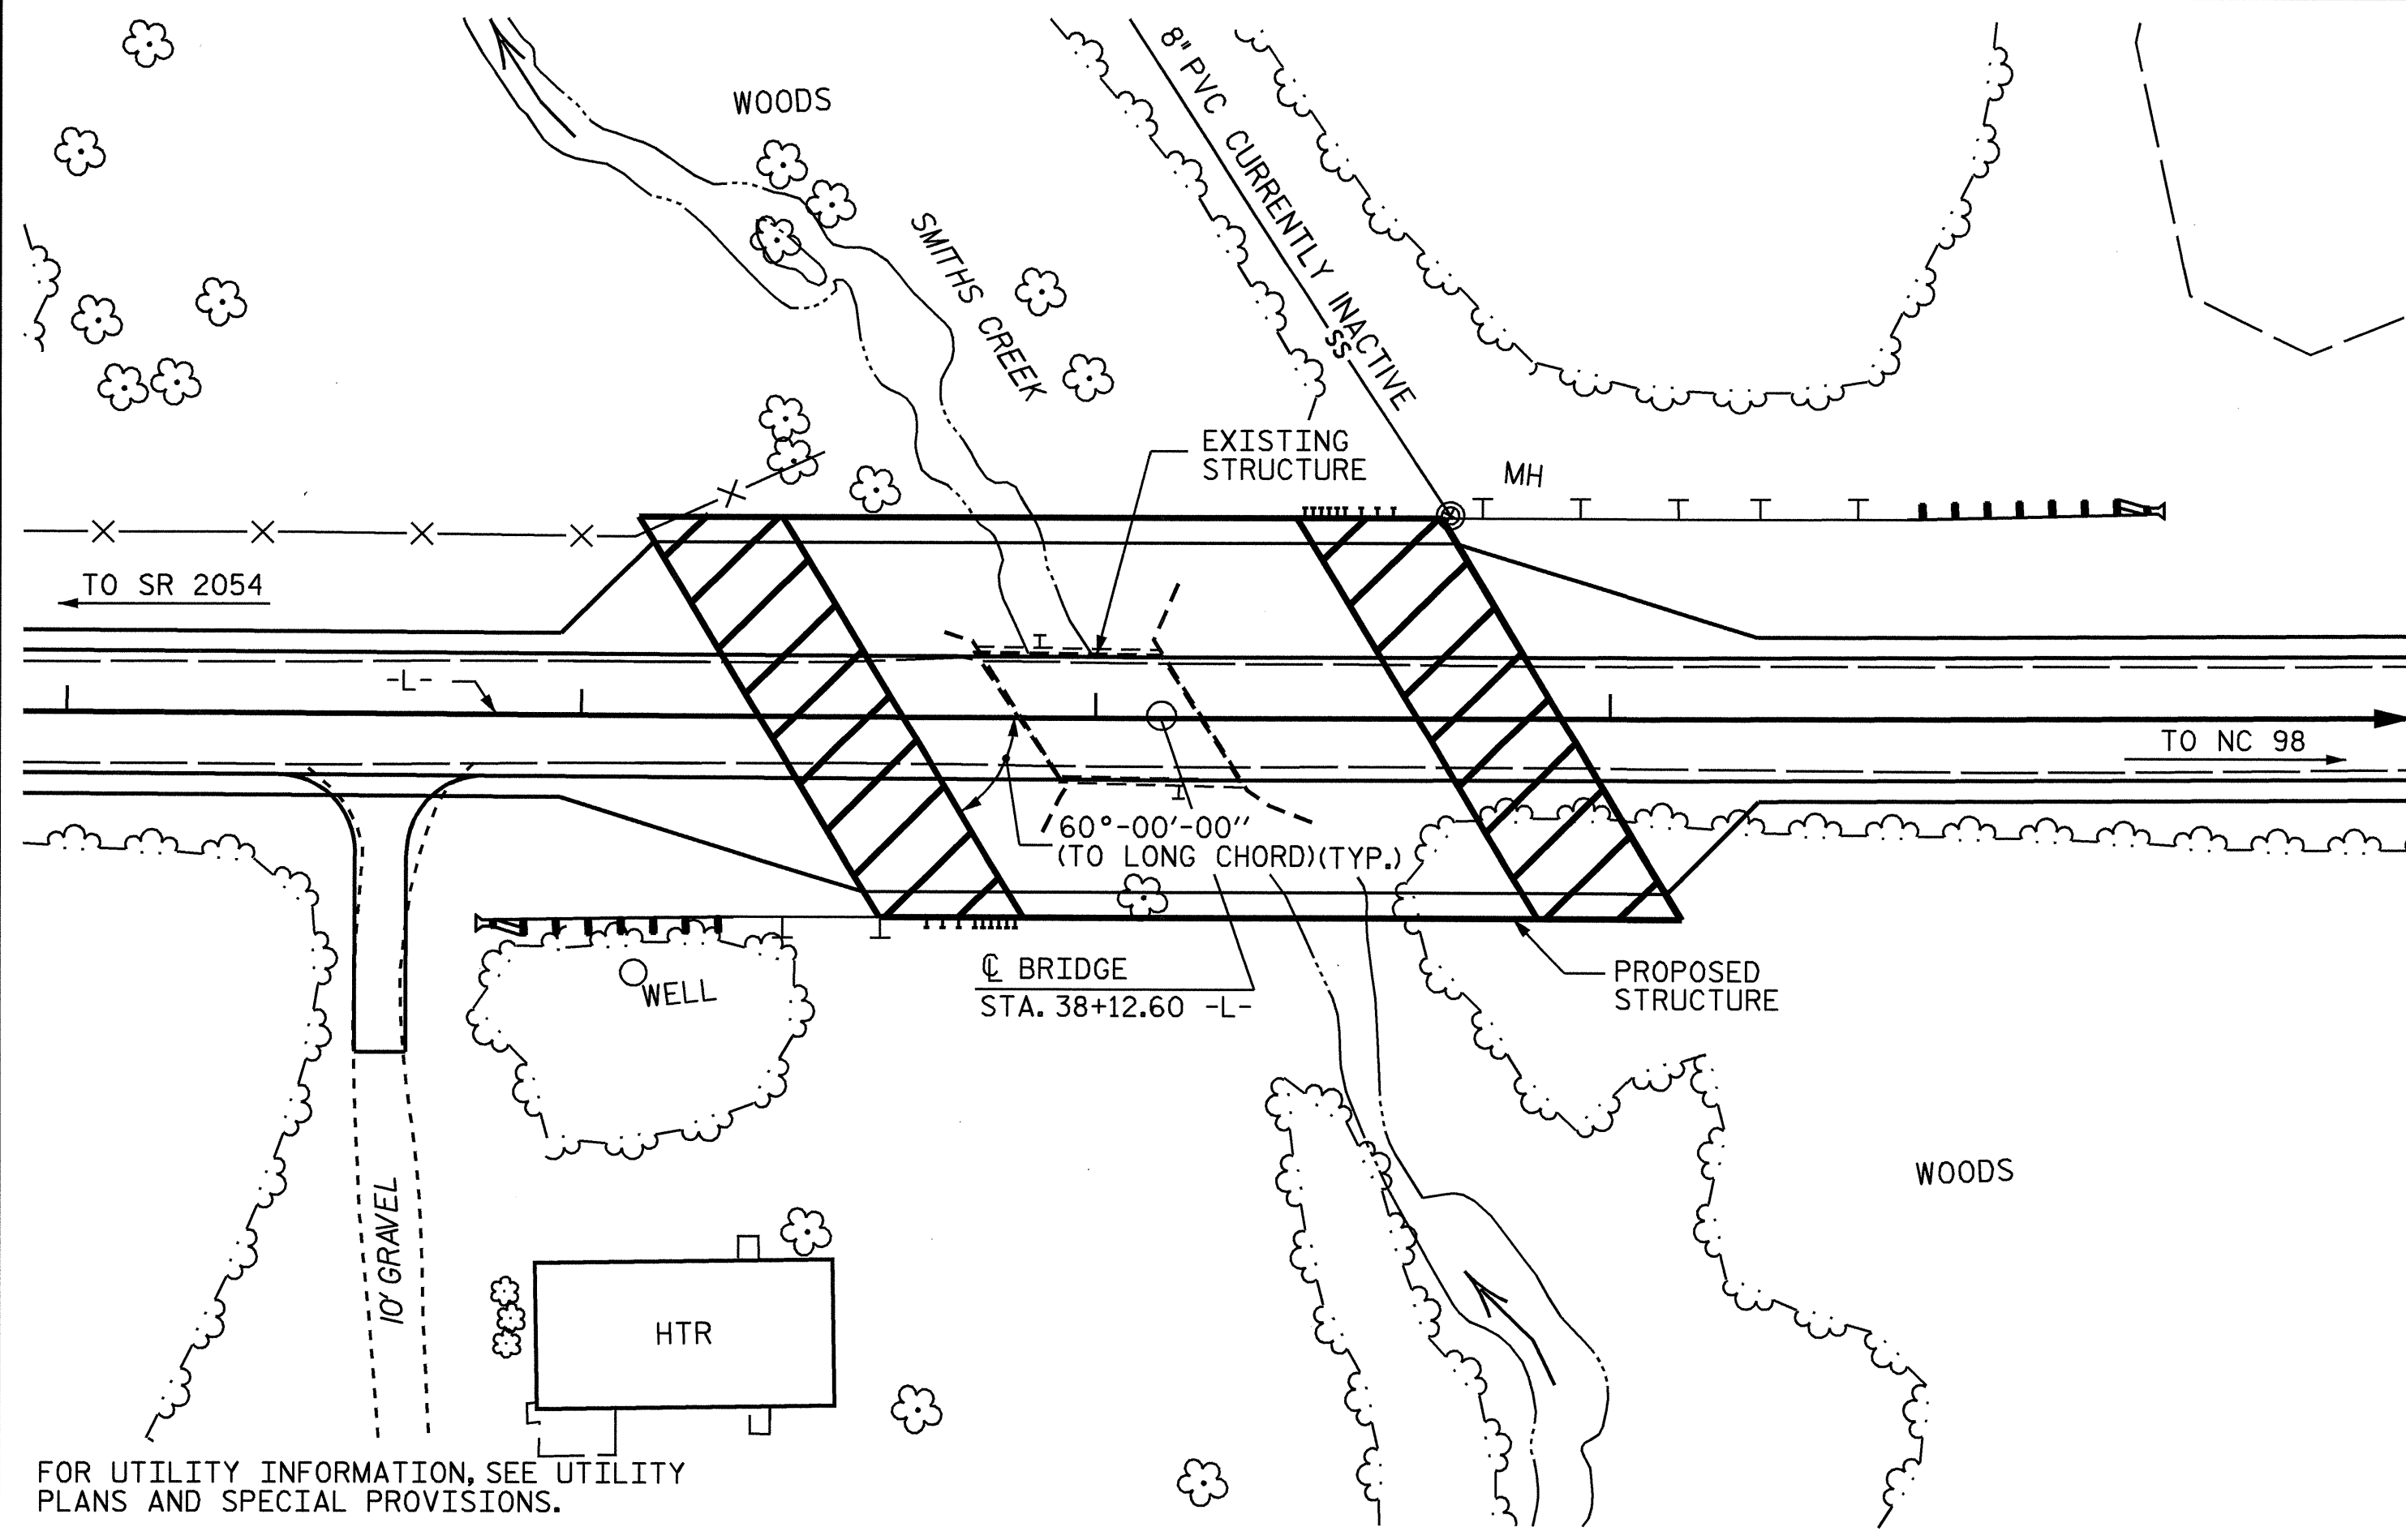 WOODS
8" PVC CURRENTLY INACTIVE
SS
SMITHS CREEK
EXISTING
STRUCTURE
MH
TO SR 2054
-L-
TO NC 98
60°-00'-00"
(TO LONG CHORD)(TYP.)
℄ BRIDGE
STA. 38+12.60 -L-
PROPOSED
STRUCTURE
WELL
WOODS
10' GRAVEL
HTR
FOR UTILITY INFORMATION, SEE UTILITY
PLANS AND SPECIAL PROVISIONS.